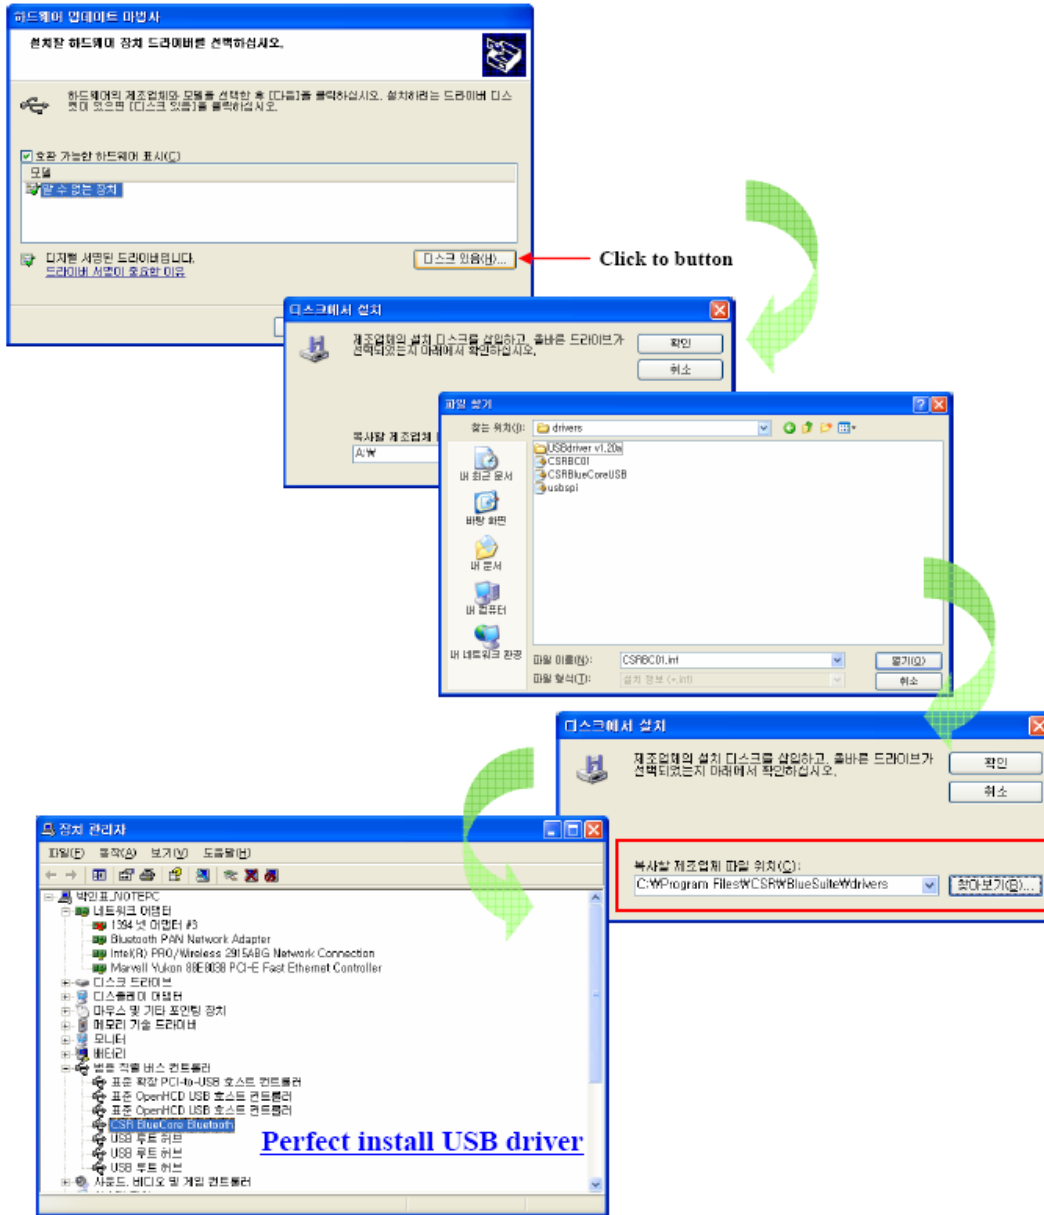 하드웨어 업데이트 마법사
설치할 하드웨어 장치 드라이버를 선택하십시오.
하드웨어의 제조업체와 모델을 선택한 후 [다음]을 클릭하십시오. 설치하려는 드라이버 디스
켓이 있으면 [디스크 있음]을 클릭하십시오.
호환 가능한 하드웨어 표시(C)
모델
알 수 없는 장치
디지털 서명된 드라이버입니다.
드라이버 서명이 중요한 이유
디스크 있음(H)...
Click to button
디스크에서 설치
제조업체의 설치 디스크를 삽입하고, 올바른 드라이브가
선택되었는지 아래에서 확인하십시오.
확인
취소
복사할 제조업체
A:₩
파일 찾기
찾는 위치(I):
drivers
USBdriver v1.20a
CSRBC01
CSRBlueCoreUSB
usbspi
내 최근 문서
바탕 화면
내 문서
내 컴퓨터
내 네트워크 환경
파일 이름(N):
CSRBC01.inf
열기(O)
파일 형식(T):
설치 정보 (*.inf)
취소
디스크에서 설치
제조업체의 설치 디스크를 삽입하고, 올바른 드라이브가
선택되었는지 아래에서 확인하십시오.
확인
취소
복사할 제조업체 파일 위치(C):
C:₩Program Files₩CSR₩BlueSuite₩drivers
찾아보기(B)...
장치 관리자
파일(F) 동작(A) 보기(V) 도움말(H)
박인표_NOTEPC
네트워크 어댑터
1394 넷 어댑터 #3
Bluetooth PAN Network Adapter
Intel(R) PRO/Wireless 2915ABG Network Connection
Marvell Yukon 88E8038 PCI-E Fast Ethernet Controller
디스크 드라이브
디스플레이 어댑터
마우스 및 기타 포인팅 장치
메모리 기술 드라이버
모니터
배터리
범용 직렬 버스 컨트롤러
표준 확장 PCI-to-USB 호스트 컨트롤러
표준 OpenHCD USB 호스트 컨트롤러
표준 OpenHCD USB 호스트 컨트롤러
CSR BlueCore Bluetooth
USB 루트 허브
USB 루트 허브
USB 루트 허브
사운드, 비디오 및 게임 컨트롤러
Perfect install USB driver